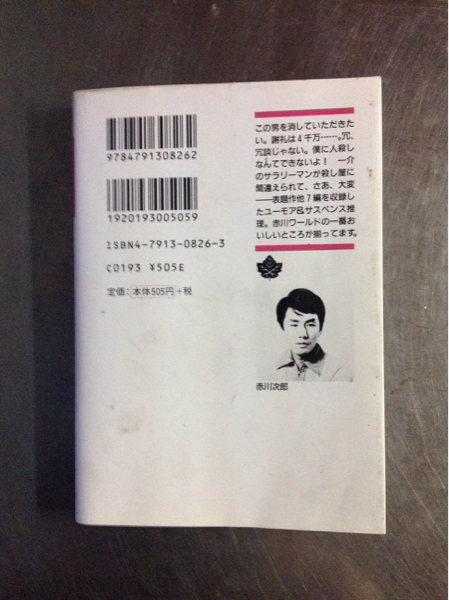 9784791308262
1920193005059
ISBN4-7913-0826-3
C0193 ¥505E
定価：本体505円＋税
この男を消していただきた
い。謝礼は4千万……。冗、
冗談じゃない。僕に人殺し
なんてできないよ！ 一介
のサラリーマンが殺し屋に
間違えられて、さあ、大変
――表題作他7編を収録し
たユーモア&サスペンス推
理。赤川ワールドの一番お
いしいところが揃ってます。
赤川次郎